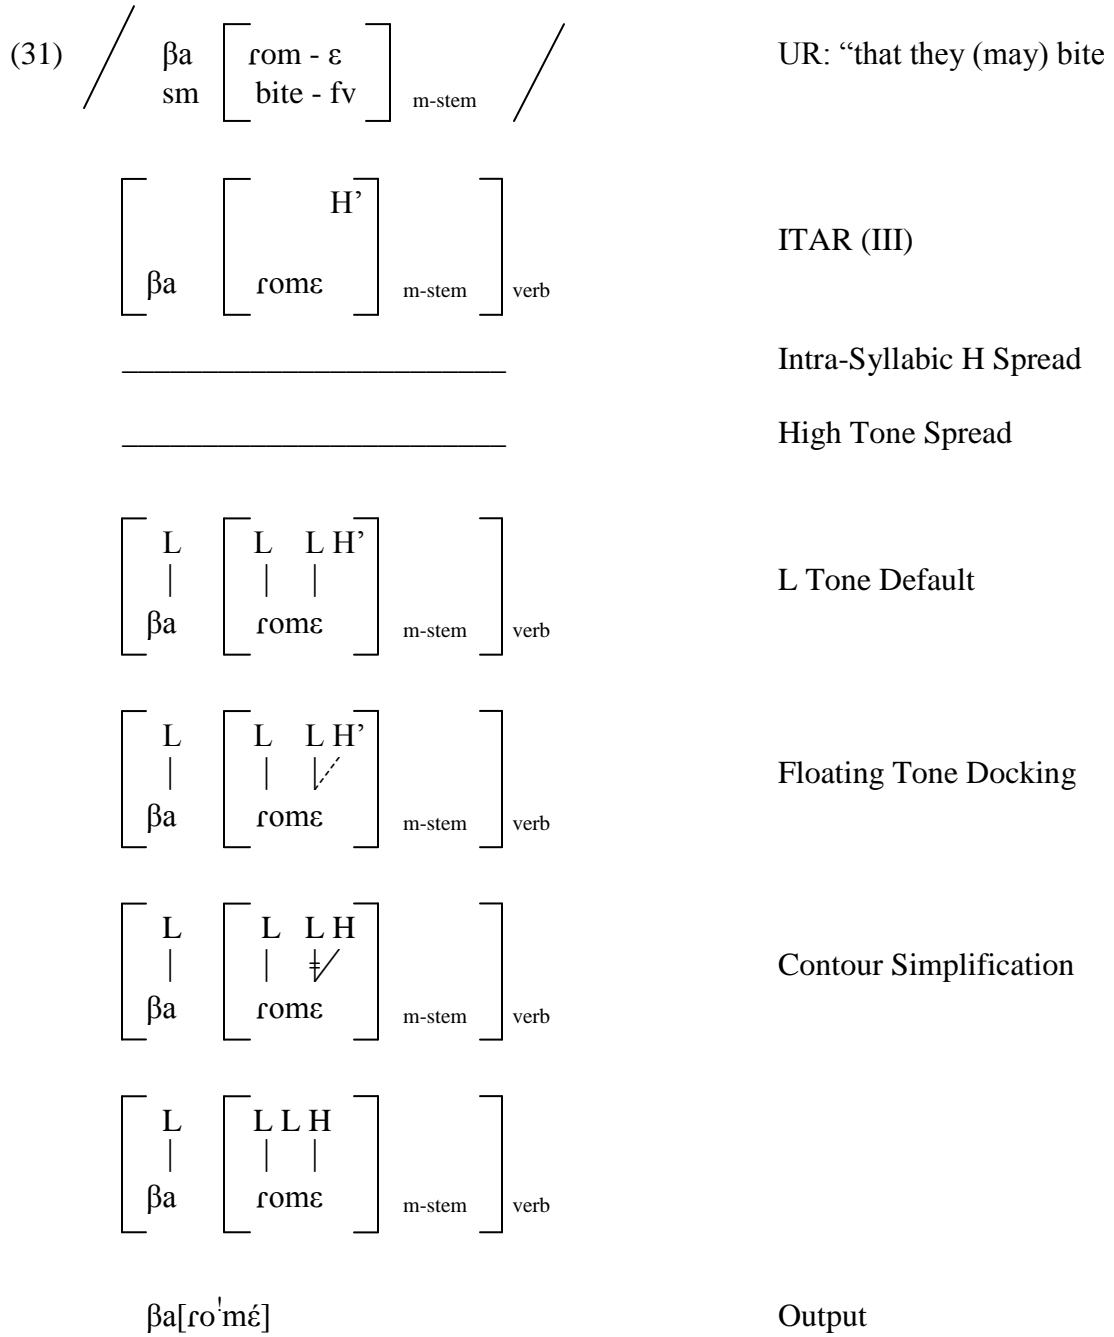 (31) / βa [ ɾom - ɛ / UR: “that they (may) bite
sm [ bite - fv ] m-stem
H’
ITAR (III)
βa ɾomɛ m-stem verb
Intra-Syllabic H Spread
High Tone Spread
L L L H’
L Tone Default
βa ɾomɛ m-stem verb
L L L H’
Floating Tone Docking
βa ɾomɛ m-stem verb
L L L H
Contour Simplification
βa ɾomɛ m-stem verb
L L L H
βa ɾomɛ m-stem verb
βa[ɾoꜝmɛ́] Output